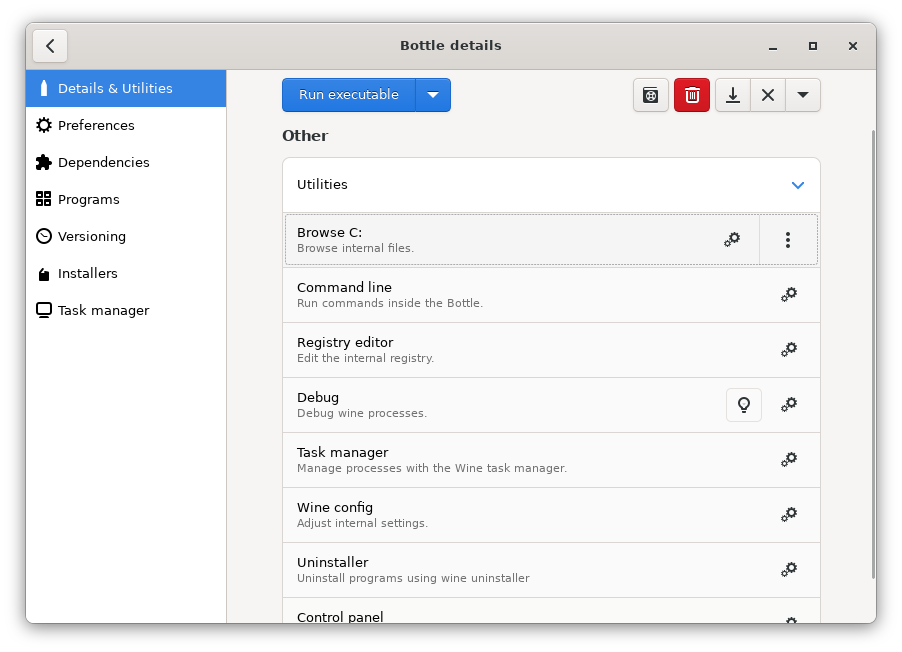 Bottle details
Details & Utilities
Preferences
Dependencies
Programs
Versioning
Installers
Task manager
Run executable
Other
Utilities
Browse C:
Browse internal files.
Command line
Run commands inside the Bottle.
Registry editor
Edit the internal registry.
Debug
Debug wine processes.
Task manager
Manage processes with the Wine task manager.
Wine config
Adjust internal settings.
Uninstaller
Uninstall programs using wine uninstaller
Control panel